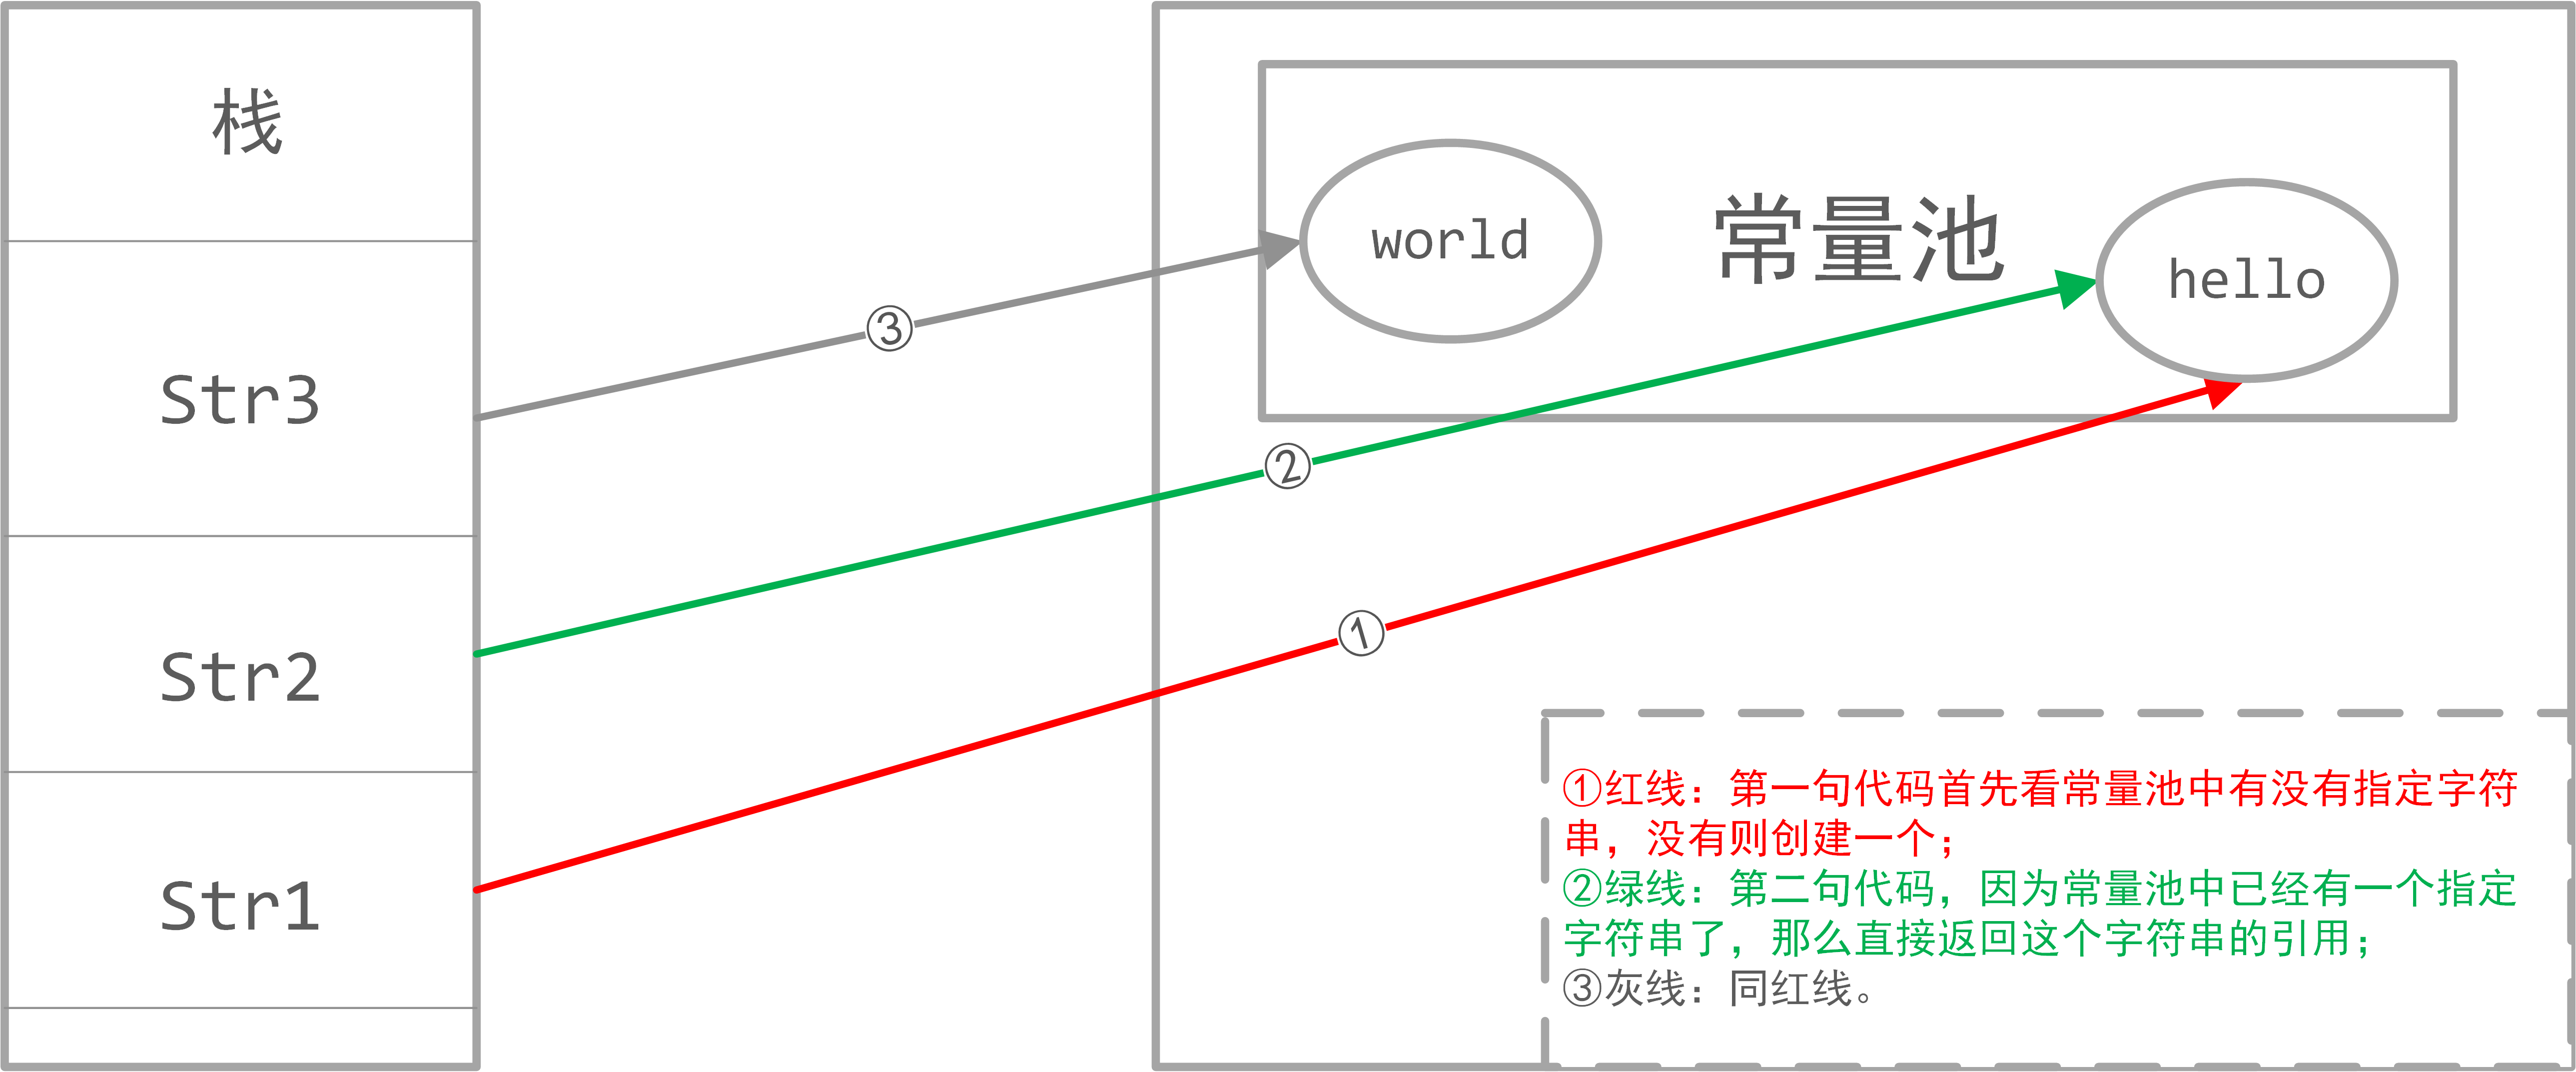 栈
Str3
Str2
Str1
world
常量池
hello
③
②
①
①红线：第一句代码首先看常量池中有没有指定字符
串，没有则创建一个；
②绿线：第二句代码，因为常量池中已经有一个指定
字符串了，那么直接返回这个字符串的引用；
③灰线：同红线。